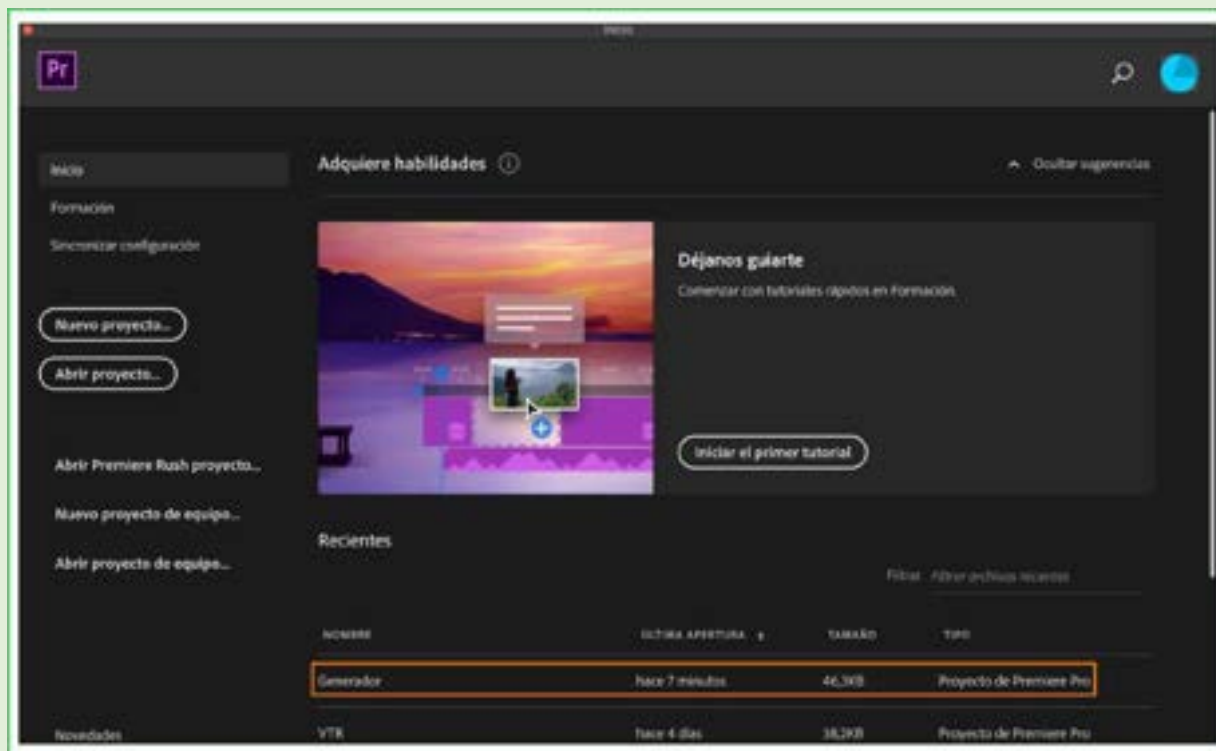 Inicio
Pr
Inicio
Formación
Sincronizar configuración
Nuevo proyecto...
Abrir proyecto...
Abrir Premiere Rush proyecto...
Nuevo proyecto de equipo...
Abrir proyecto de equipo...
Novedades
Adquiere habilidades
Ocultar sugerencias
Déjanos guiarte
Comenzar con tutoriales rápidos en Formación.
Iniciar el primer tutorial
Recientes
Filtrar Filtrar archivos recientes
NOMBRE ÚLTIMA APERTURA TAMAÑO TIPO
Generador hace 7 minutos 46,3KB Proyecto de Premiere Pro
VTR hace 4 días 38,2KB Proyecto de Premiere Pro